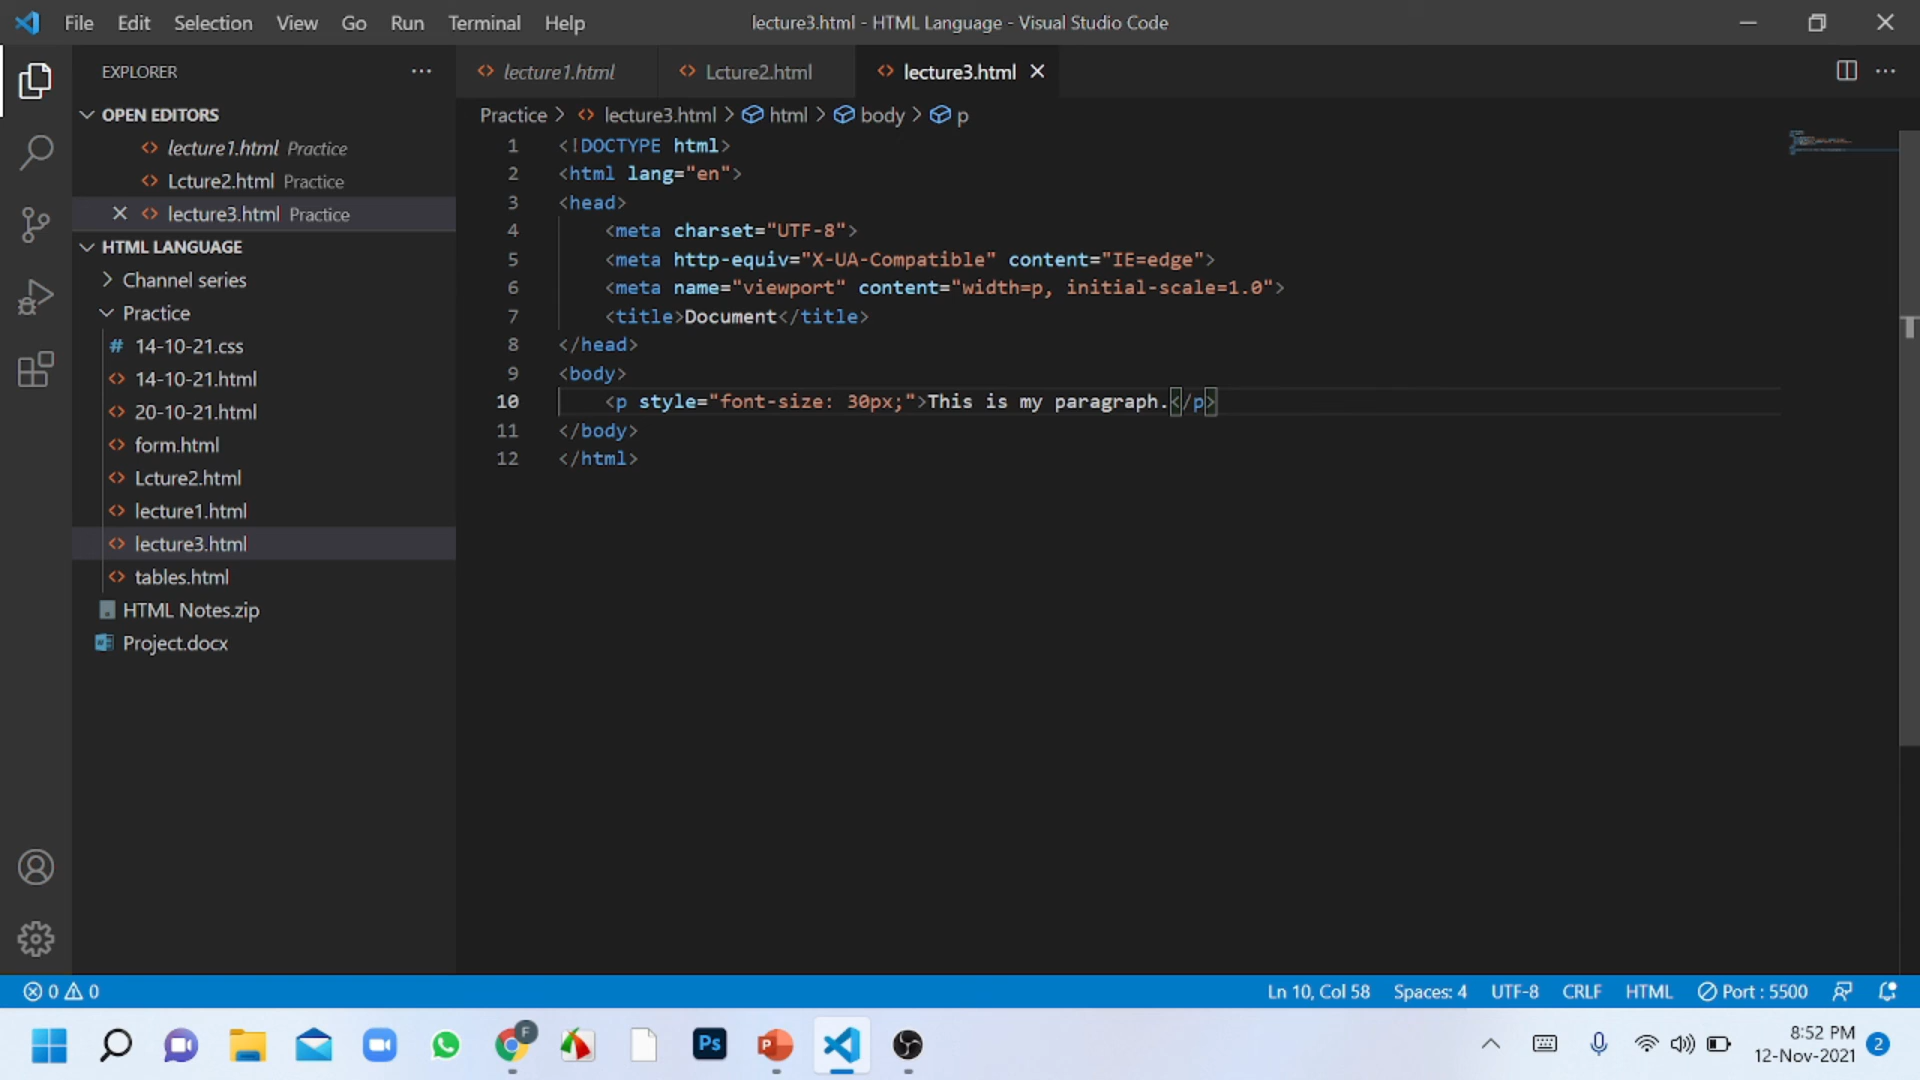 File Edit Selection View Go Run Terminal Help
lecture3.html - HTML Language - Visual Studio Code
EXPLORER
lecture1.html
Lcture2.html
lecture3.html
OPEN EDITORS
lecture1.html Practice
Lcture2.html Practice
lecture3.html Practice
HTML LANGUAGE
Channel series
Practice
14-10-21.css
14-10-21.html
20-10-21.html
form.html
Lcture2.html
lecture1.html
lecture3.html
tables.html
HTML Notes.zip
Project.docx
Practice > lecture3.html > html > body > p
1 <!DOCTYPE html>
2 <html lang="en">
3 <head>
4 <meta charset="UTF-8">
5 <meta http-equiv="X-UA-Compatible" content="IE=edge">
6 <meta name="viewport" content="width=p, initial-scale=1.0">
7 <title>Document</title>
8 </head>
9 <body>
10 <p style="font-size: 30px;">This is my paragraph.</p>
11 </body>
12 </html>
0 0
Ln 10, Col 58 Spaces: 4 UTF-8 CRLF HTML Port : 5500
F
Ps
8:52 PM
12-Nov-2021
2